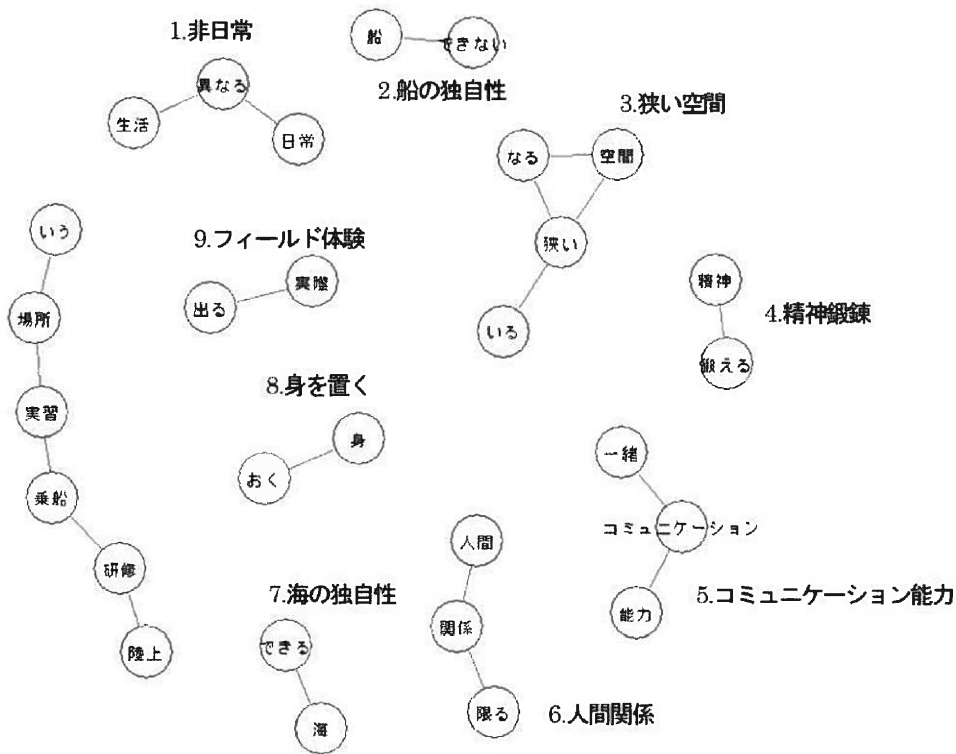 1.非日常
異なる
生活
日常
船
できない
2.船の独自性
3.狭い空間
なる
空間
狭い
いる
精神
鍛える
4.精神鍛錬
いう
場所
実習
乗船
研修
陸上
9.フィールド体験
出る
実際
8.身を置く
身
おく
一緒
コミュニケーション
能力
5.コミュニケーション能力
人間
関係
限る
6.人間関係
7.海の独自性
できる
海